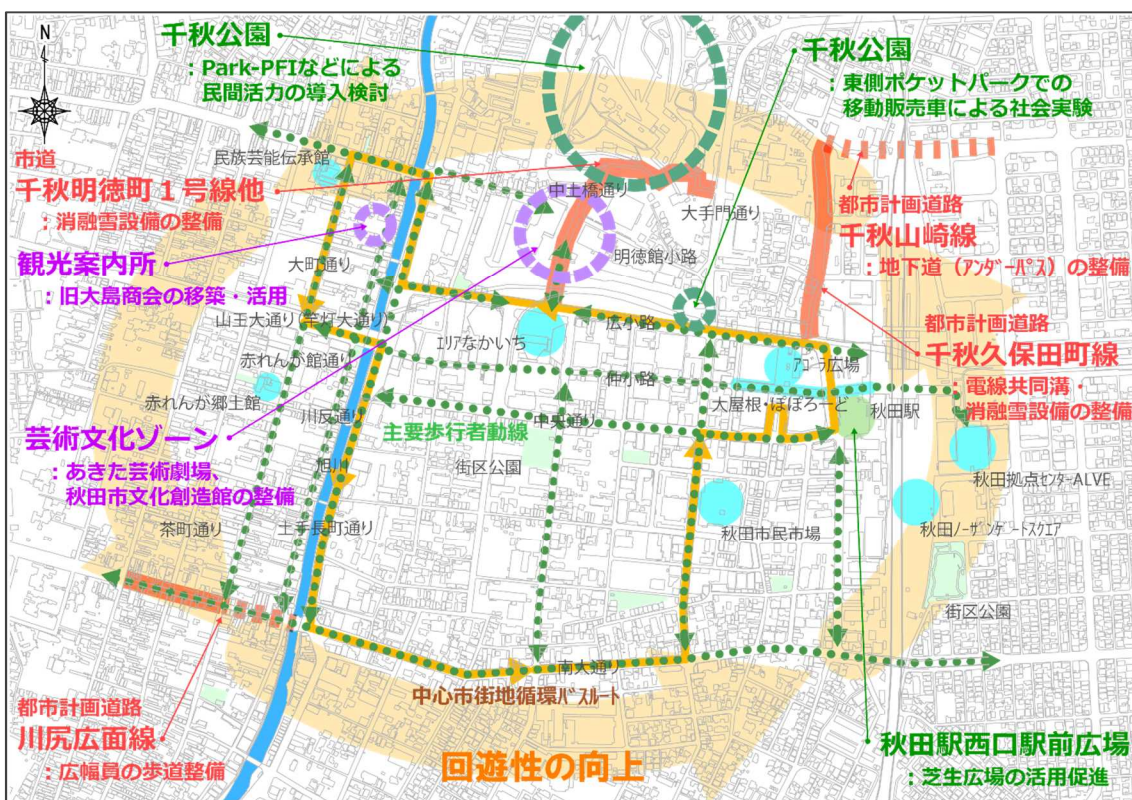 N
千秋公園
：Park-PFIなどによる
民間活力の導入検討
千秋公園
：東側ポケットパークでの
移動販売車による社会実験
民族芸能伝承館
市道
千秋明徳町１号線他
：消融雪設備の整備
中土橋通り
大手門通り
都市計画道路
千秋山崎線
：地下道（アンダーパス）の整備
観光案内所
：旧大島商会の移築・活用
大町通り
明徳館小路
山王大通り（竿灯大通り）
広小路
エリアなかいち
都市計画道路
千秋久保田町線
：電線共同溝・
消融雪設備の整備
赤れんが館通り
仲小路
アゴラ広場
赤れんが郷土館
川反通り
大屋根・ぽぽろーど
秋田駅
芸術文化ゾーン
：あきた芸術劇場、
秋田市文化創造館の整備
主要歩行者動線
中央通り
街区公園
旭川
秋田拠点センターALVE
茶町通り
土手長町通り
秋田市民市場
秋田ノーザンゲートスクエア
街区公園
南大通り
中心市街地循環バスルート
都市計画道路
川尻広面線
：広幅員の歩道整備
回遊性の向上
秋田駅西口駅前広場
：芝生広場の活用促進